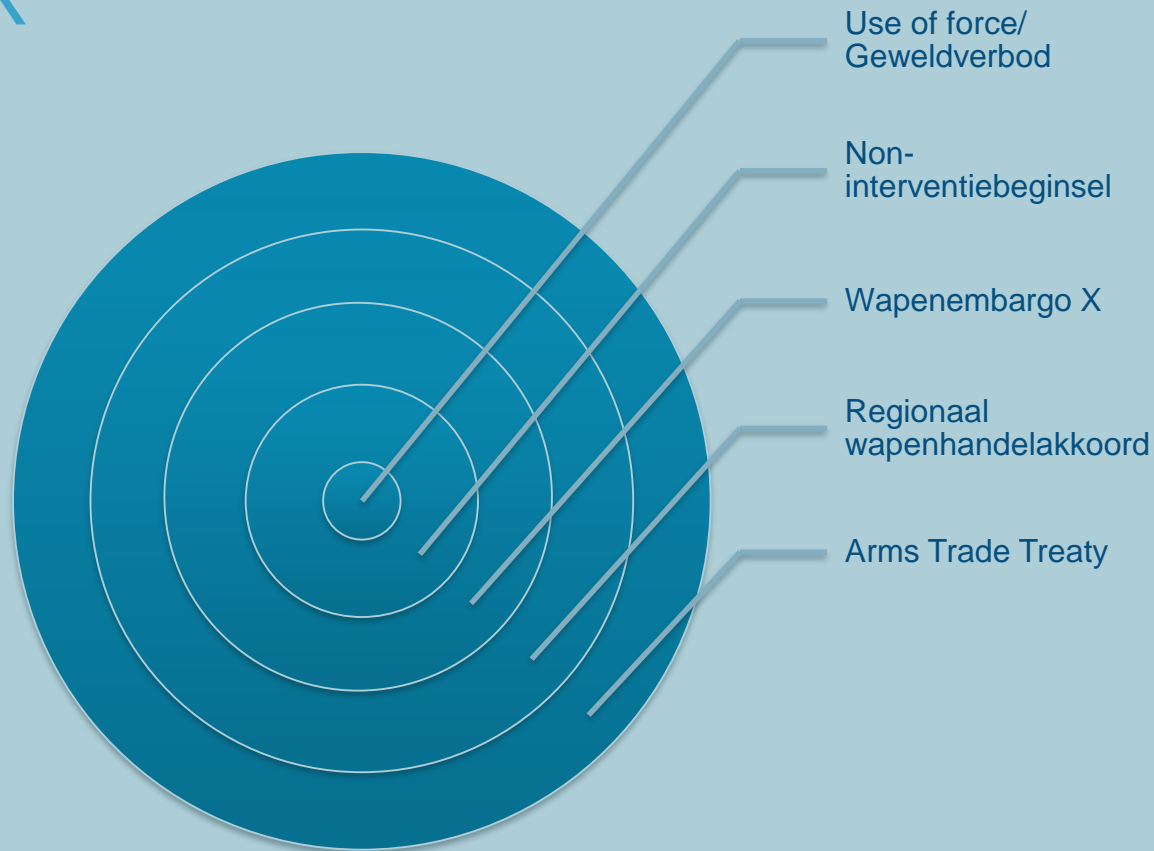 Use of force/
Geweldverbod
Non-
interventiebeginsel
Wapenembargo X
Regionaal
wapenhandelakkoord
Arms Trade Treaty